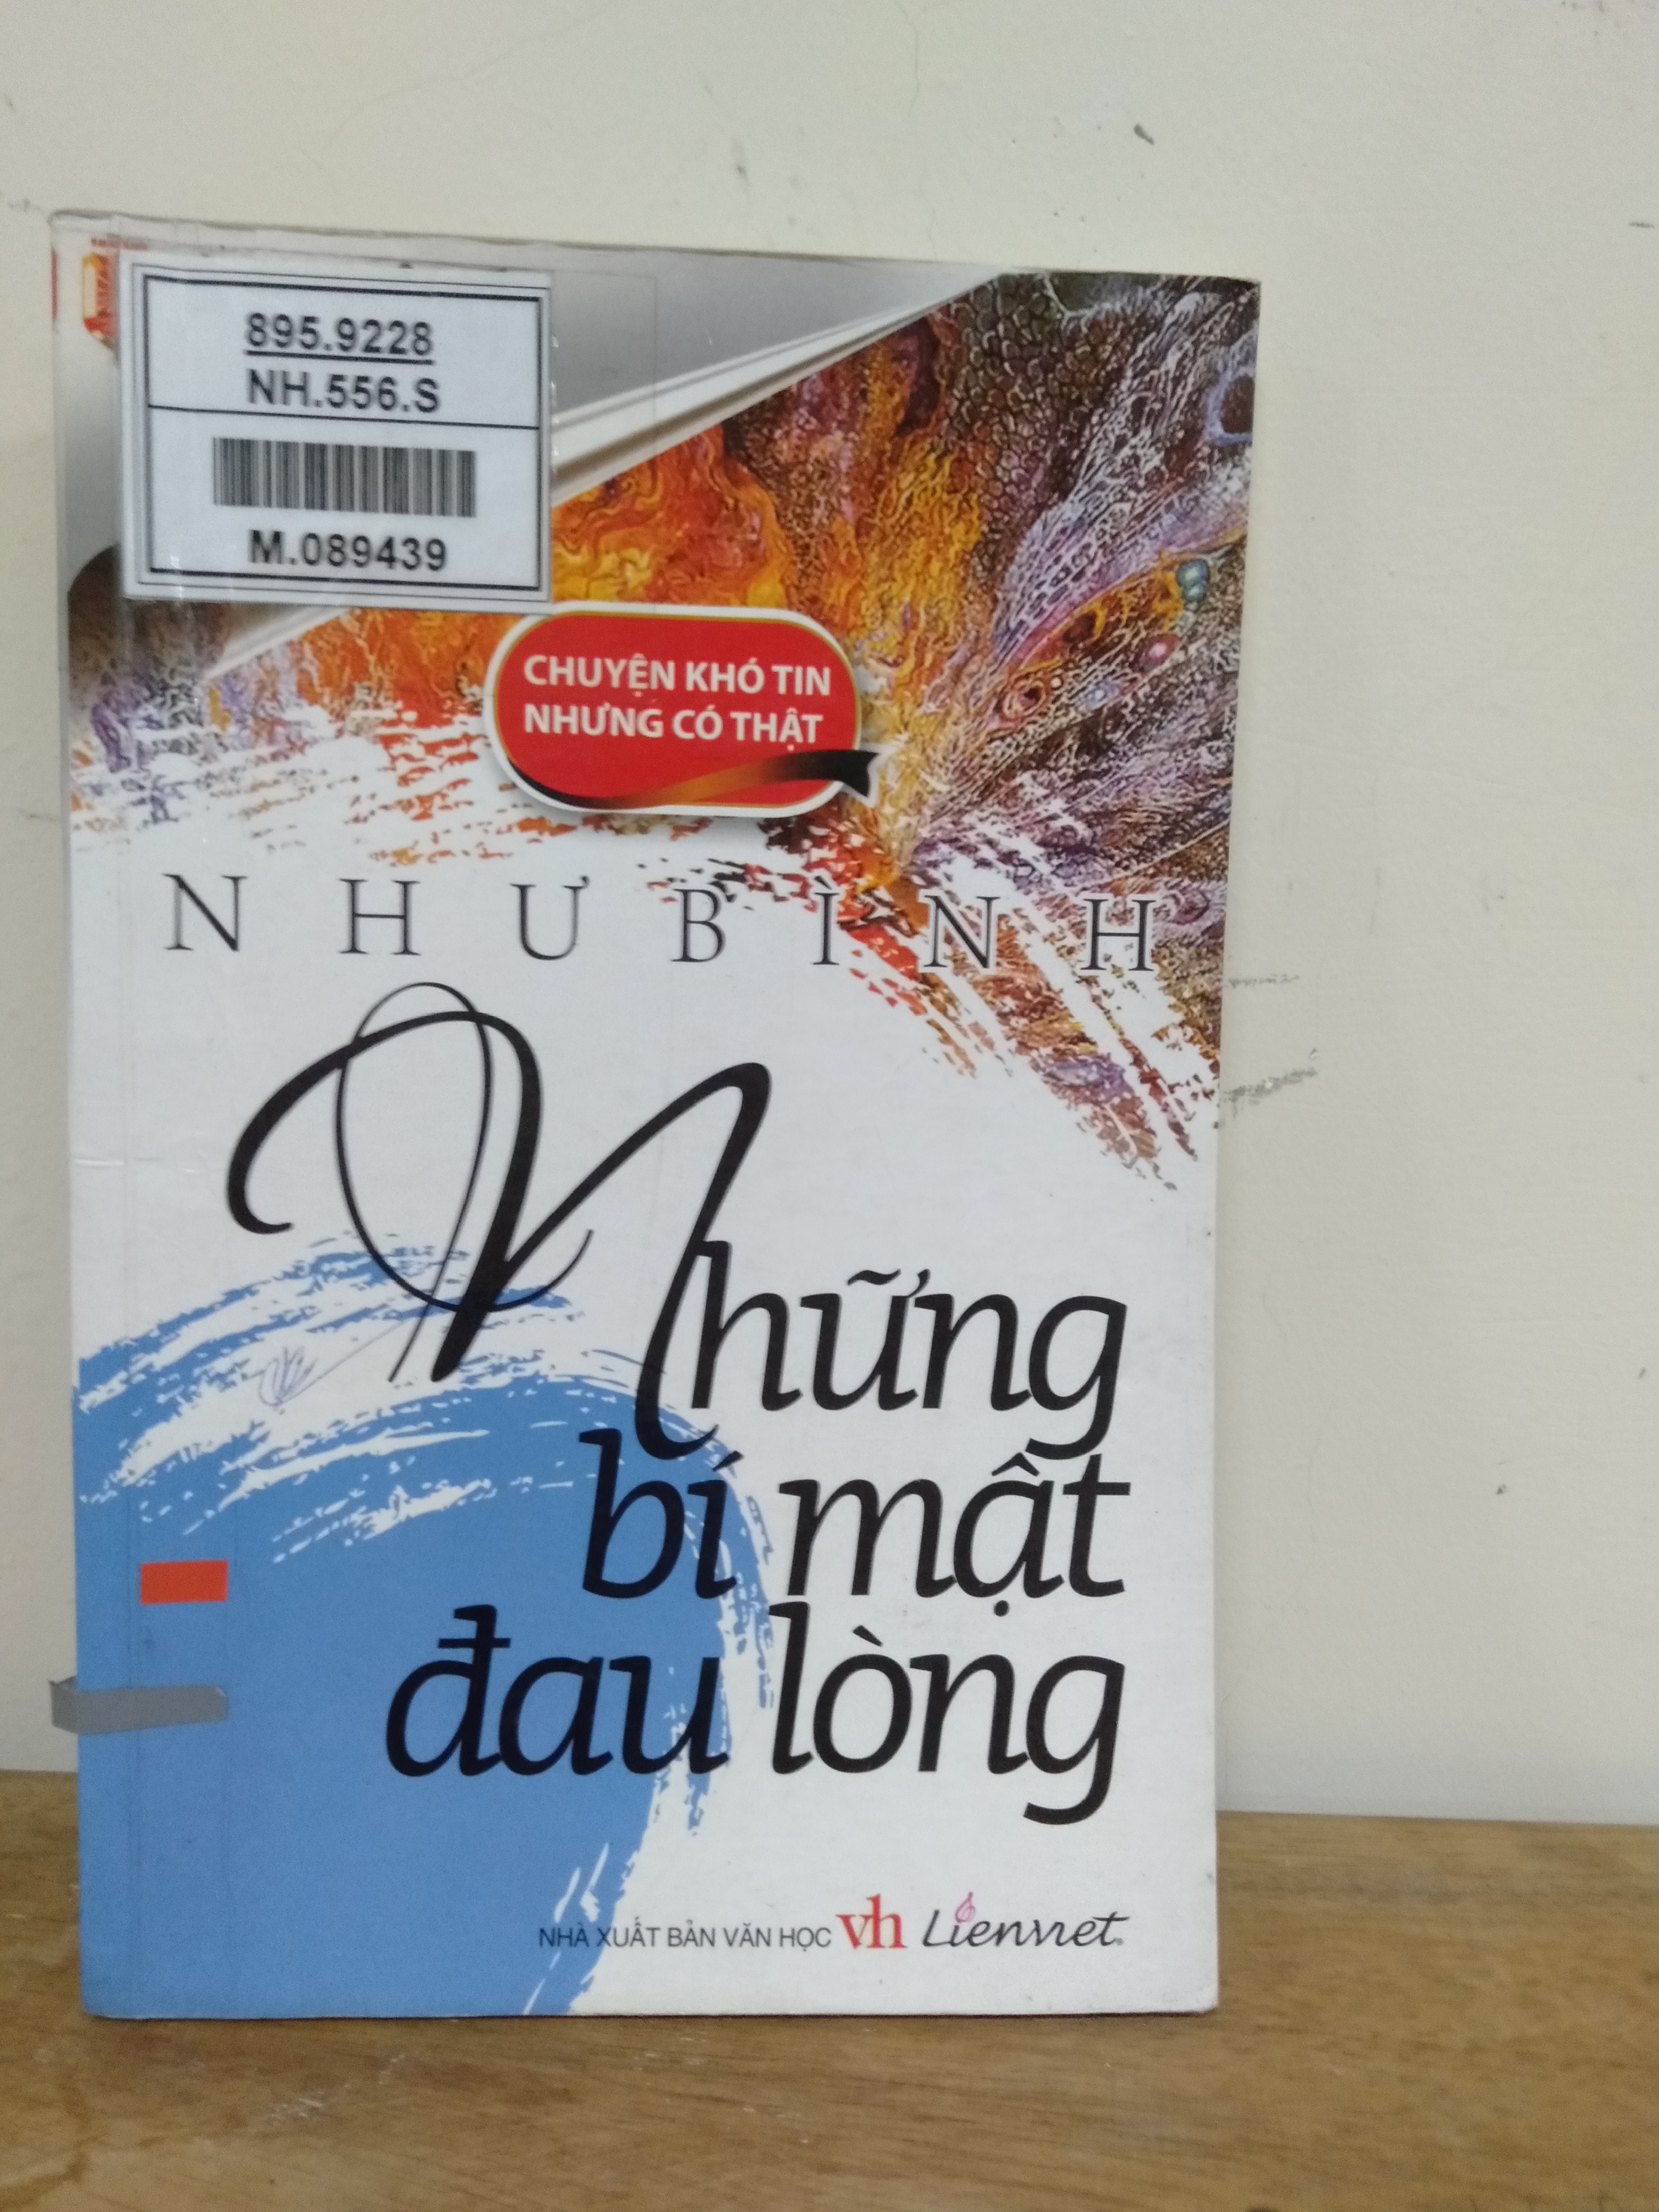 895.9228
NH.556.S
M.089439
CHUYỆN KHÓ TIN
NHƯNG CÓ THẬT
NHƯ BÌNH
Những
bí mật
đau lòng
NHÀ XUẤT BẢN VĂN HỌC vh Lienviet